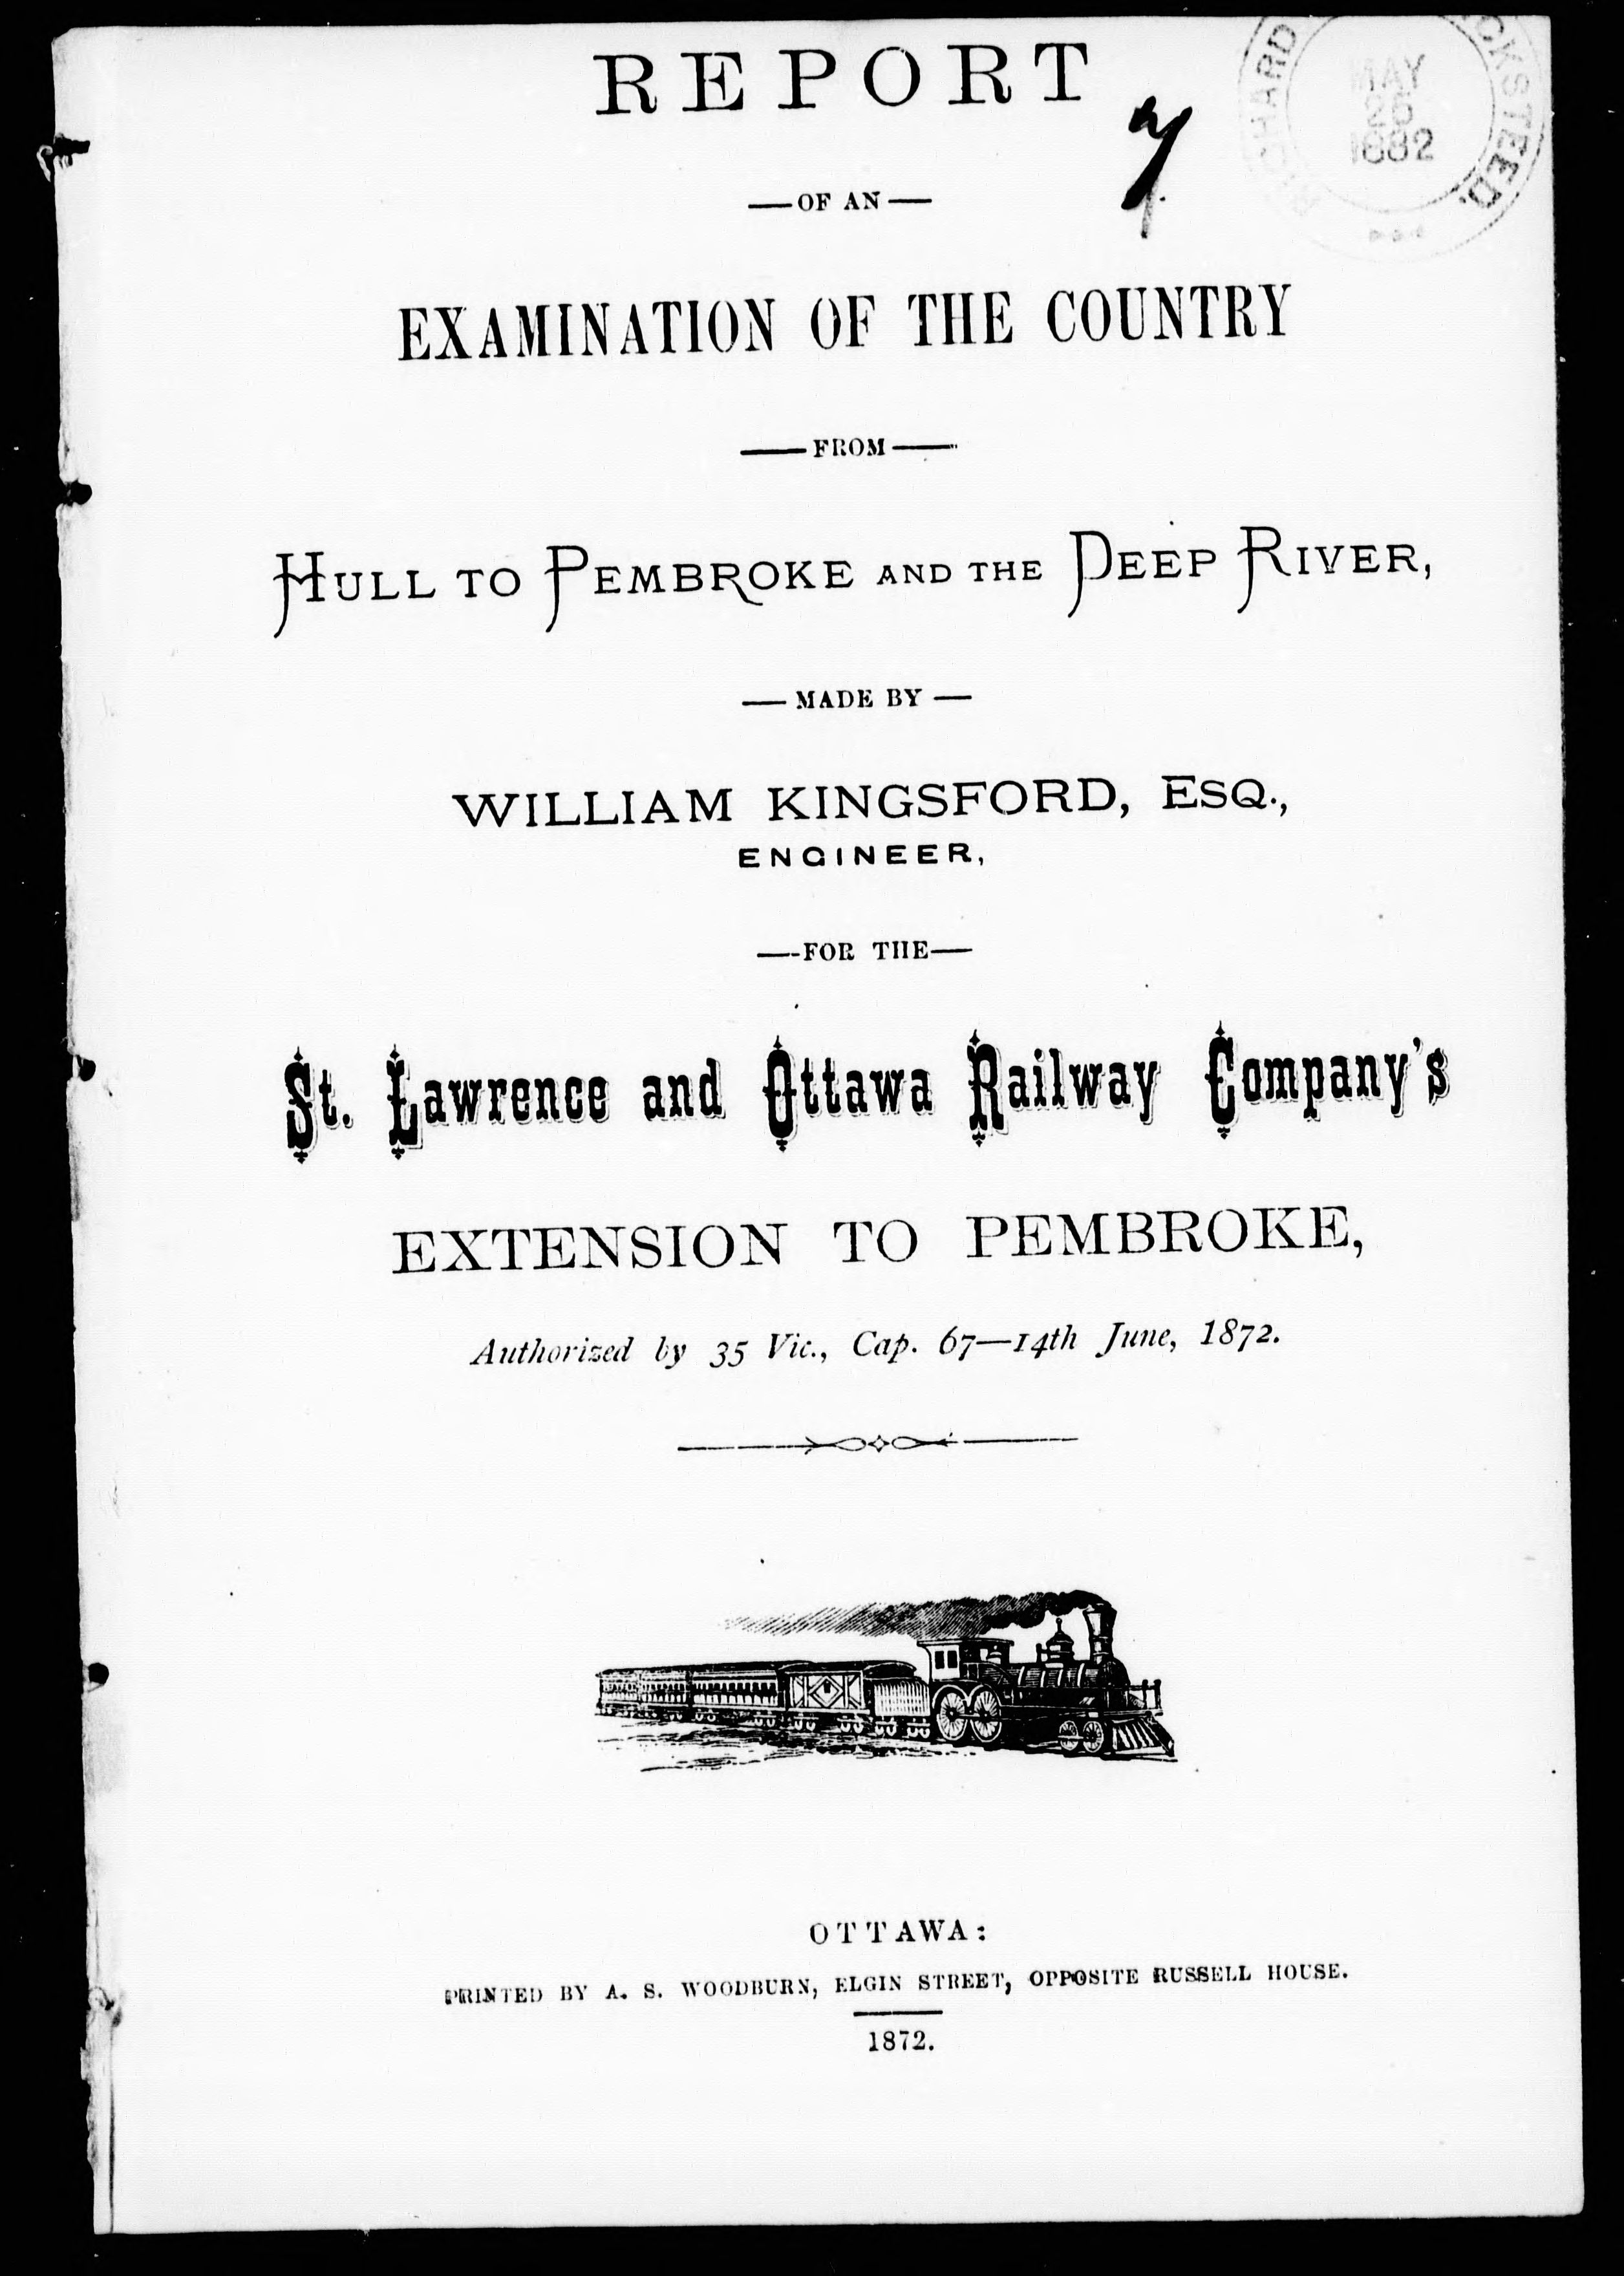 REPORT
7
MAY
26
1882
—OF AN—
EXAMINATION OF THE COUNTRY
—FROM—
HULL TO PEMBROKE AND THE DEEP RIVER,
— MADE BY —
WILLIAM KINGSFORD, ESQ.,
ENGINEER,
—FOR THE—
St. Lawrence and Ottawa Railway Company's
EXTENSION TO PEMBROKE,
Authorized by 35 Vic., Cap. 67—14th June, 1872.
OTTAWA:
PRINTED BY A. S. WOODBURN, ELGIN STREET, OPPOSITE RUSSELL HOUSE.
1872.